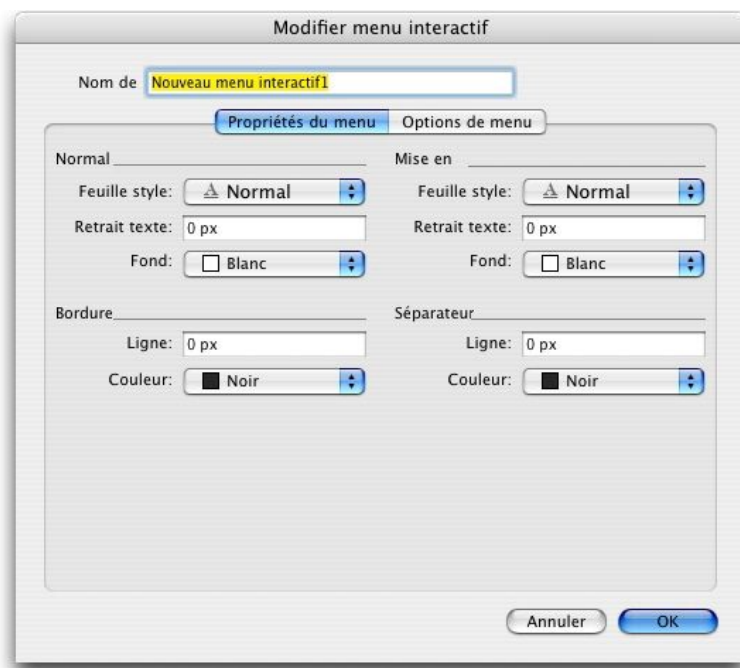 Modifier menu interactif
Nom de Nouveau menu interactif1
Propriétés du menu Options de menu
Normal
Feuille style: A Normal
Retrait texte: 0 px
Fond: Blanc
Mise en
Feuille style: A Normal
Retrait texte: 0 px
Fond: Blanc
Bordure
Ligne: 0 px
Couleur: Noir
Séparateur
Ligne: 0 px
Couleur: Noir
Annuler OK